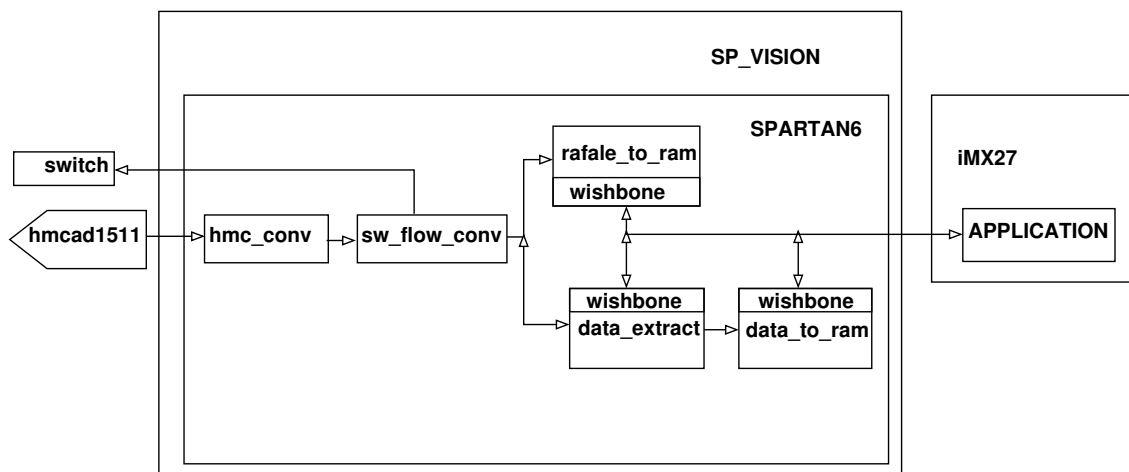 SP_VISION
SPARTAN6
rafale_to_ram
wishbone
iMX27
switch
hmcad1511
hmc_conv
sw_flow_conv
APPLICATION
wishbone
data_extract
wishbone
data_to_ram